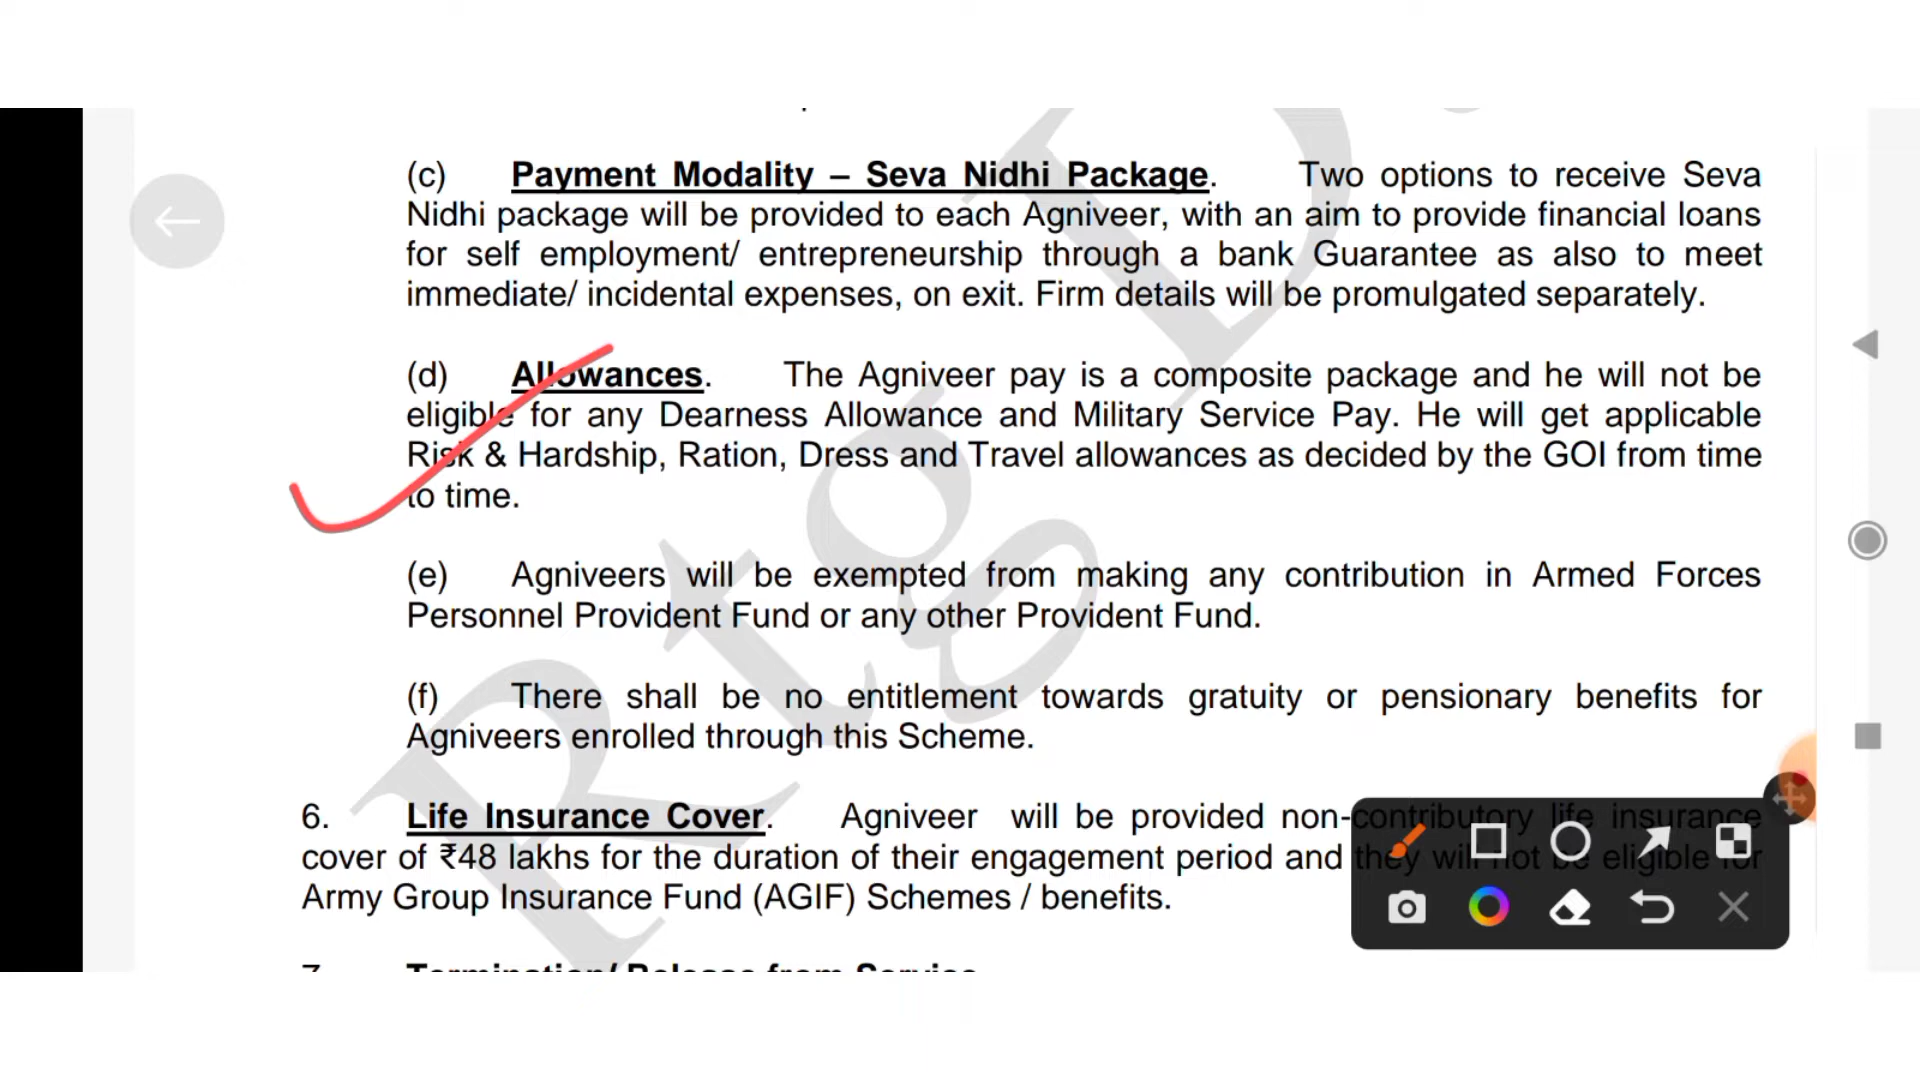 (c) Payment Modality – Seva Nidhi Package. Two options to receive Seva
Nidhi package will be provided to each Agniveer, with an aim to provide financial loans
for self employment/ entrepreneurship through a bank Guarantee as also to meet
immediate/ incidental expenses, on exit. Firm details will be promulgated separately.
(d) Allowances. The Agniveer pay is a composite package and he will not be
eligible for any Dearness Allowance and Military Service Pay. He will get applicable
Risk & Hardship, Ration, Dress and Travel allowances as decided by the GOI from time
to time.
(e) Agniveers will be exempted from making any contribution in Armed Forces
Personnel Provident Fund or any other Provident Fund.
(f) There shall be no entitlement towards gratuity or pensionary benefits for
Agniveers enrolled through this Scheme.
6. Life Insurance Cover. Agniveer will be provided non-contributory life insurance
cover of ₹48 lakhs for the duration of their engagement period and they will not be eligible for
Army Group Insurance Fund (AGIF) Schemes / benefits.
7. Termination/ Release from Service
Rtg